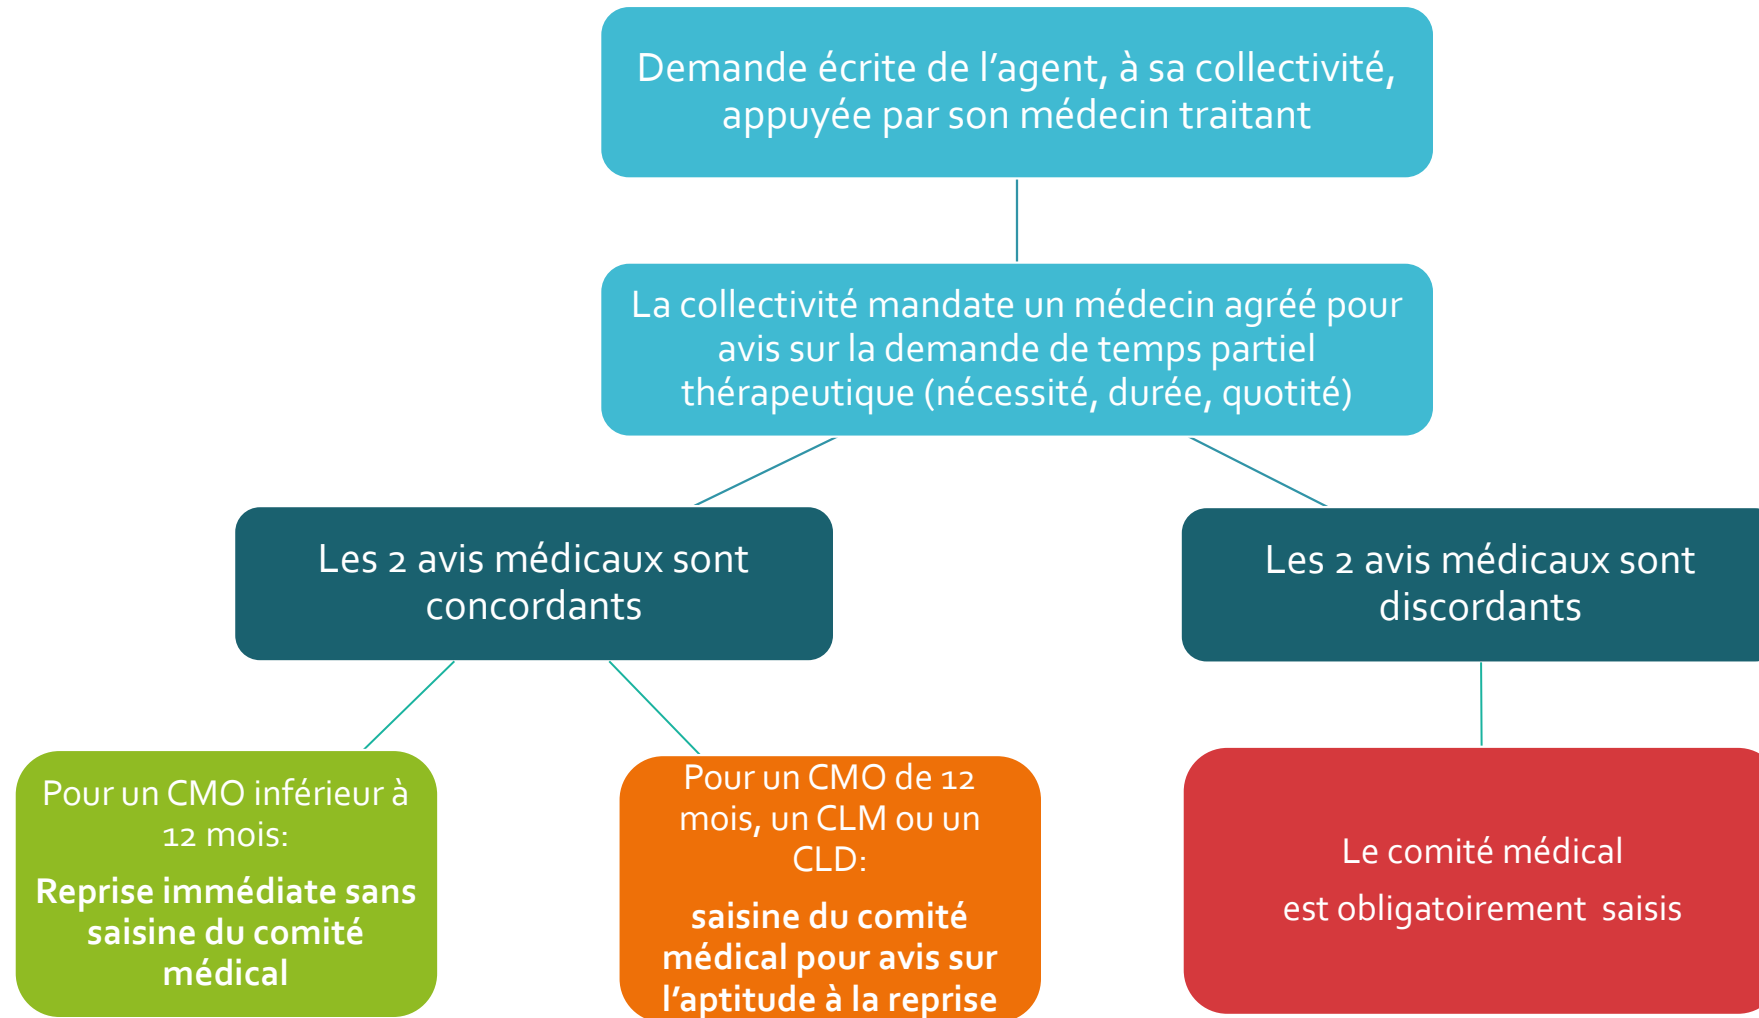 Demande écrite de l’agent, à sa collectivité,
appuyée par son médecin traitant
La collectivité mandate un médecin agréé pour
avis sur la demande de temps partiel
thérapeutique (nécessité, durée, quotité)
Les 2 avis médicaux sont
concordants
Les 2 avis médicaux sont
discordants
Pour un CMO inférieur à
12 mois:
Reprise immédiate sans
saisine du comité
médical
Pour un CMO de 12
mois, un CLM ou un
CLD:
saisine du comité
médical pour avis sur
l’aptitude à la reprise
Le comité médical
est obligatoirement saisis